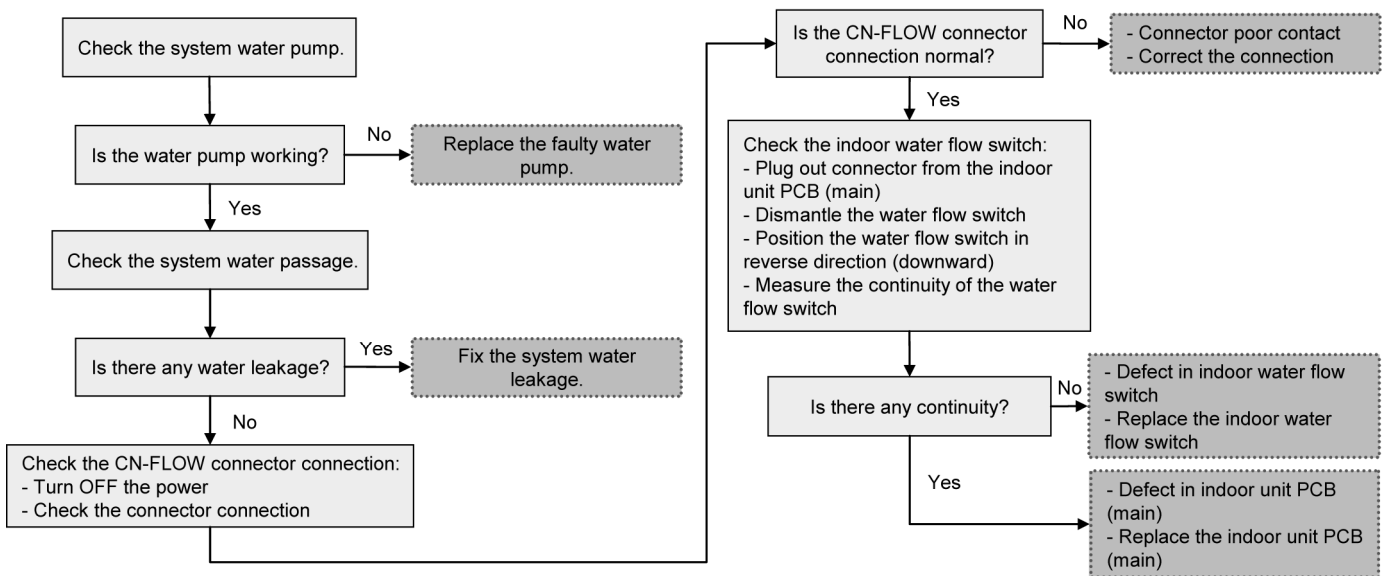 Check the system water pump.
Is the water pump working?
No
Replace the faulty water
pump.
Yes
Check the system water passage.
Is there any water leakage?
Yes
Fix the system water
leakage.
No
Check the CN-FLOW connector connection:
- Turn OFF the power
- Check the connector connection
Is the CN-FLOW connector
connection normal?
No
- Connector poor contact
- Correct the connection
Yes
Check the indoor water flow switch:
- Plug out connector from the indoor
unit PCB (main)
- Dismantle the water flow switch
- Position the water flow switch in
reverse direction (downward)
- Measure the continuity of the water
flow switch
Is there any continuity?
No
- Defect in indoor water flow
switch
- Replace the indoor water
flow switch
Yes
- Defect in indoor unit PCB
(main)
- Replace the indoor unit PCB
(main)